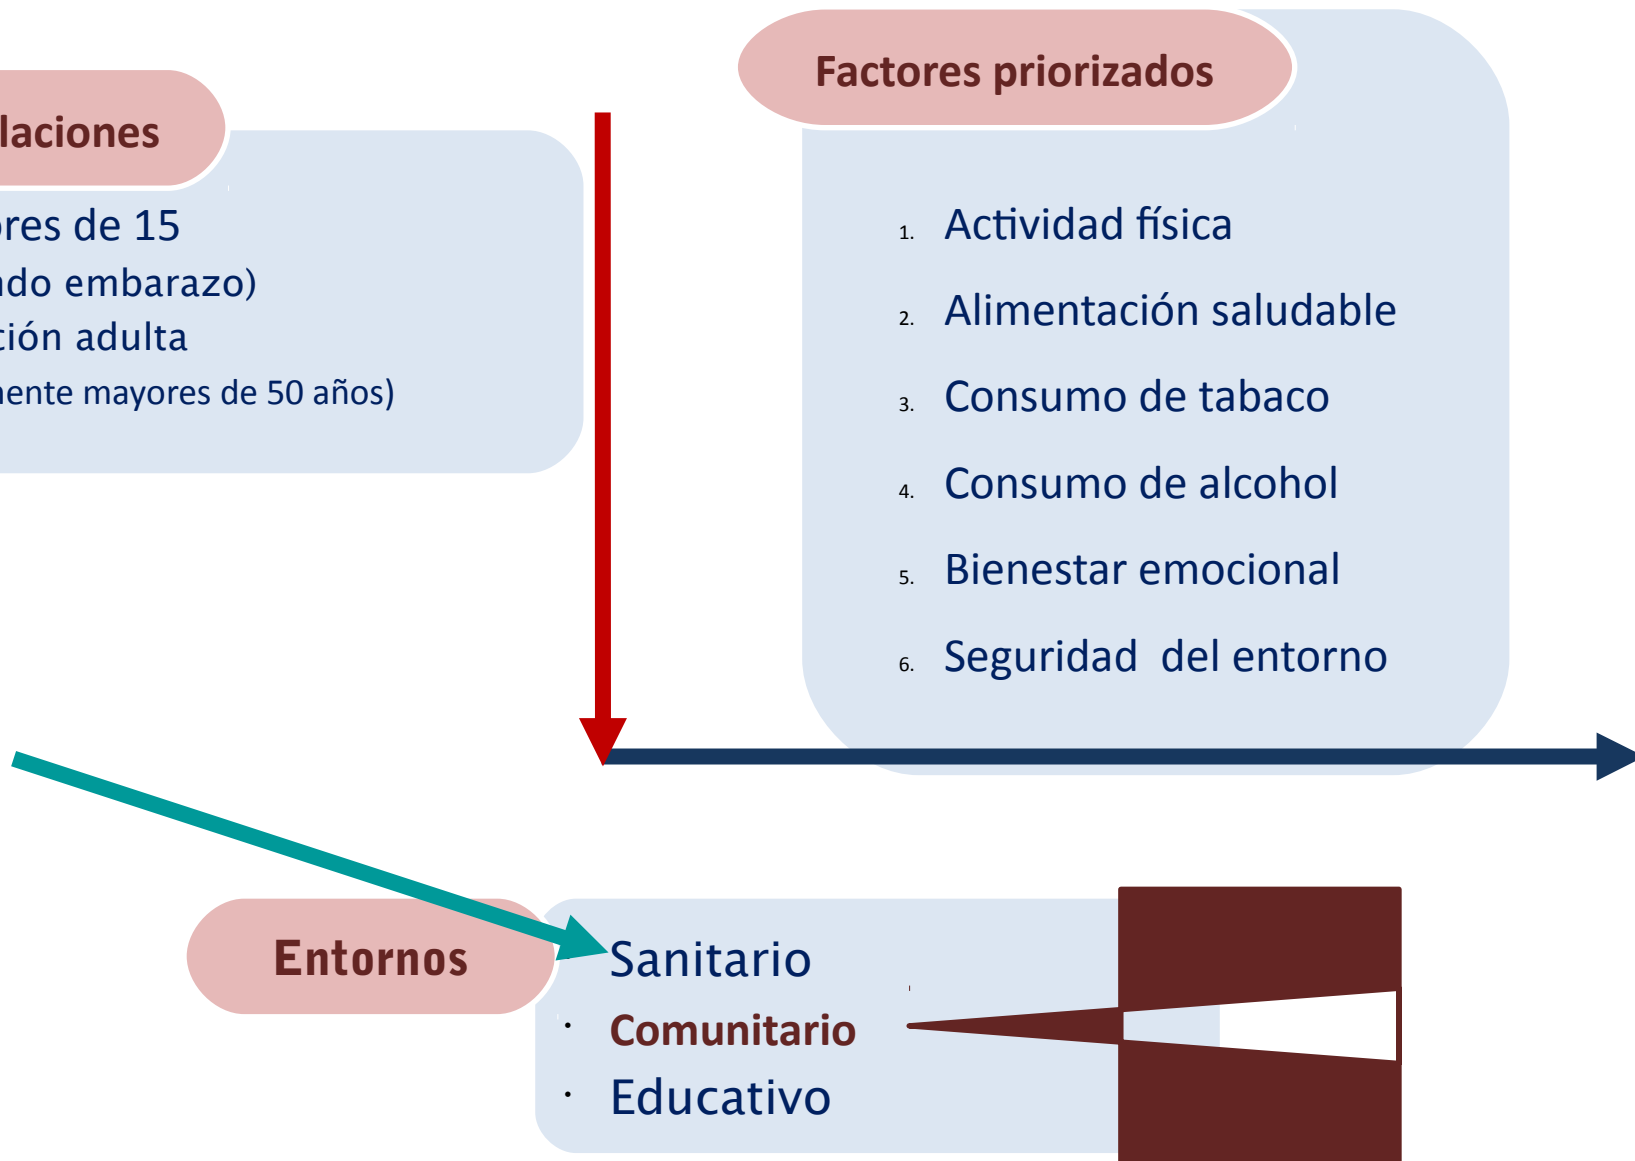 Factores priorizados
laciones
res de 15
ndo embarazo)
ción adulta
mente mayores de 50 años)
1. Actividad física
2. Alimentación saludable
3. Consumo de tabaco
4. Consumo de alcohol
5. Bienestar emocional
6. Seguridad del entorno
Entornos
Sanitario
· Comunitario
· Educativo